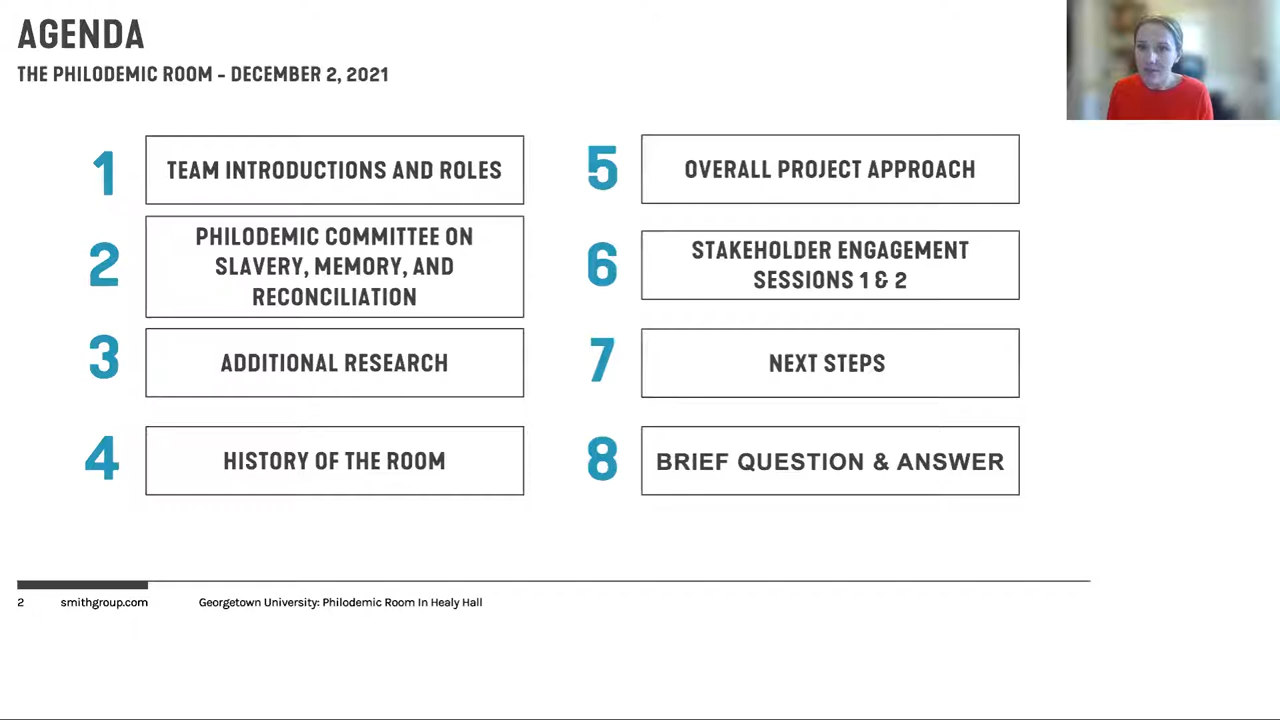 AGENDA
THE PHILODEMIC ROOM - DECEMBER 2, 2021
1
TEAM INTRODUCTIONS AND ROLES
2
PHILODEMIC COMMITTEE ON
SLAVERY, MEMORY, AND
RECONCILIATION
3
ADDITIONAL RESEARCH
4
HISTORY OF THE ROOM
5
OVERALL PROJECT APPROACH
6
STAKEHOLDER ENGAGEMENT
SESSIONS 1 & 2
7
NEXT STEPS
8
BRIEF QUESTION & ANSWER
2 smithgroup.com Georgetown University: Philodemic Room In Healy Hall